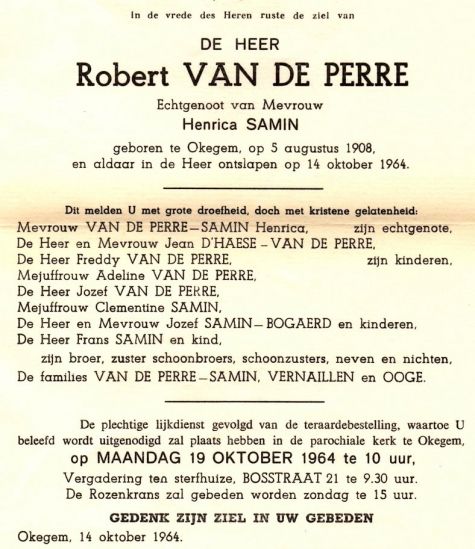 In de vrede des Heren ruste de ziel van
DE HEER
Robert VAN DE PERRE
Echtgenoot van Mevrouw
Henrica SAMIN
geboren te Okegem, op 5 augustus 1908,
en aldaar in de Heer ontslapen op 14 oktober 1964.
Dit melden U met grote droefheid, doch met kristene gelatenheid:
Mevrouw VAN DE PERRE-SAMIN Henrica, zijn echtgenote,
De Heer en Mevrouw Jean D'HAESE-VAN DE PERRE,
De Heer Freddy VAN DE PERRE, zijn kinderen,
Mejuffrouw Adeline VAN DE PERRE,
De Heer Jozef VAN DE PERRE,
Mejuffrouw Clementine SAMIN,
De Heer en Mevrouw Jozef SAMIN-BOGAERD en kinderen,
De Heer Frans SAMIN en kind,
zijn broer, zuster schoonbroers, schoonzusters, neven en nichten,
De families VAN DE PERRE-SAMIN, VERNAILLEN en OOGE.
De plechtige lijkdienst gevolgd van de teraardebestelling, waartoe U
beleefd wordt uitgenodigd zal plaats hebben in de parochiale kerk te Okegem,
op MAANDAG 19 OKTOBER 1964 te 10 uur,
Vergadering ten sterfhuize, BOSSTRAAT 21 te 9.30 uur.
De Rozenkrans zal gebeden worden zondag te 15 uur.
GEDENK ZIJN ZIEL IN UW GEBEDEN
Okegem, 14 oktober 1964.